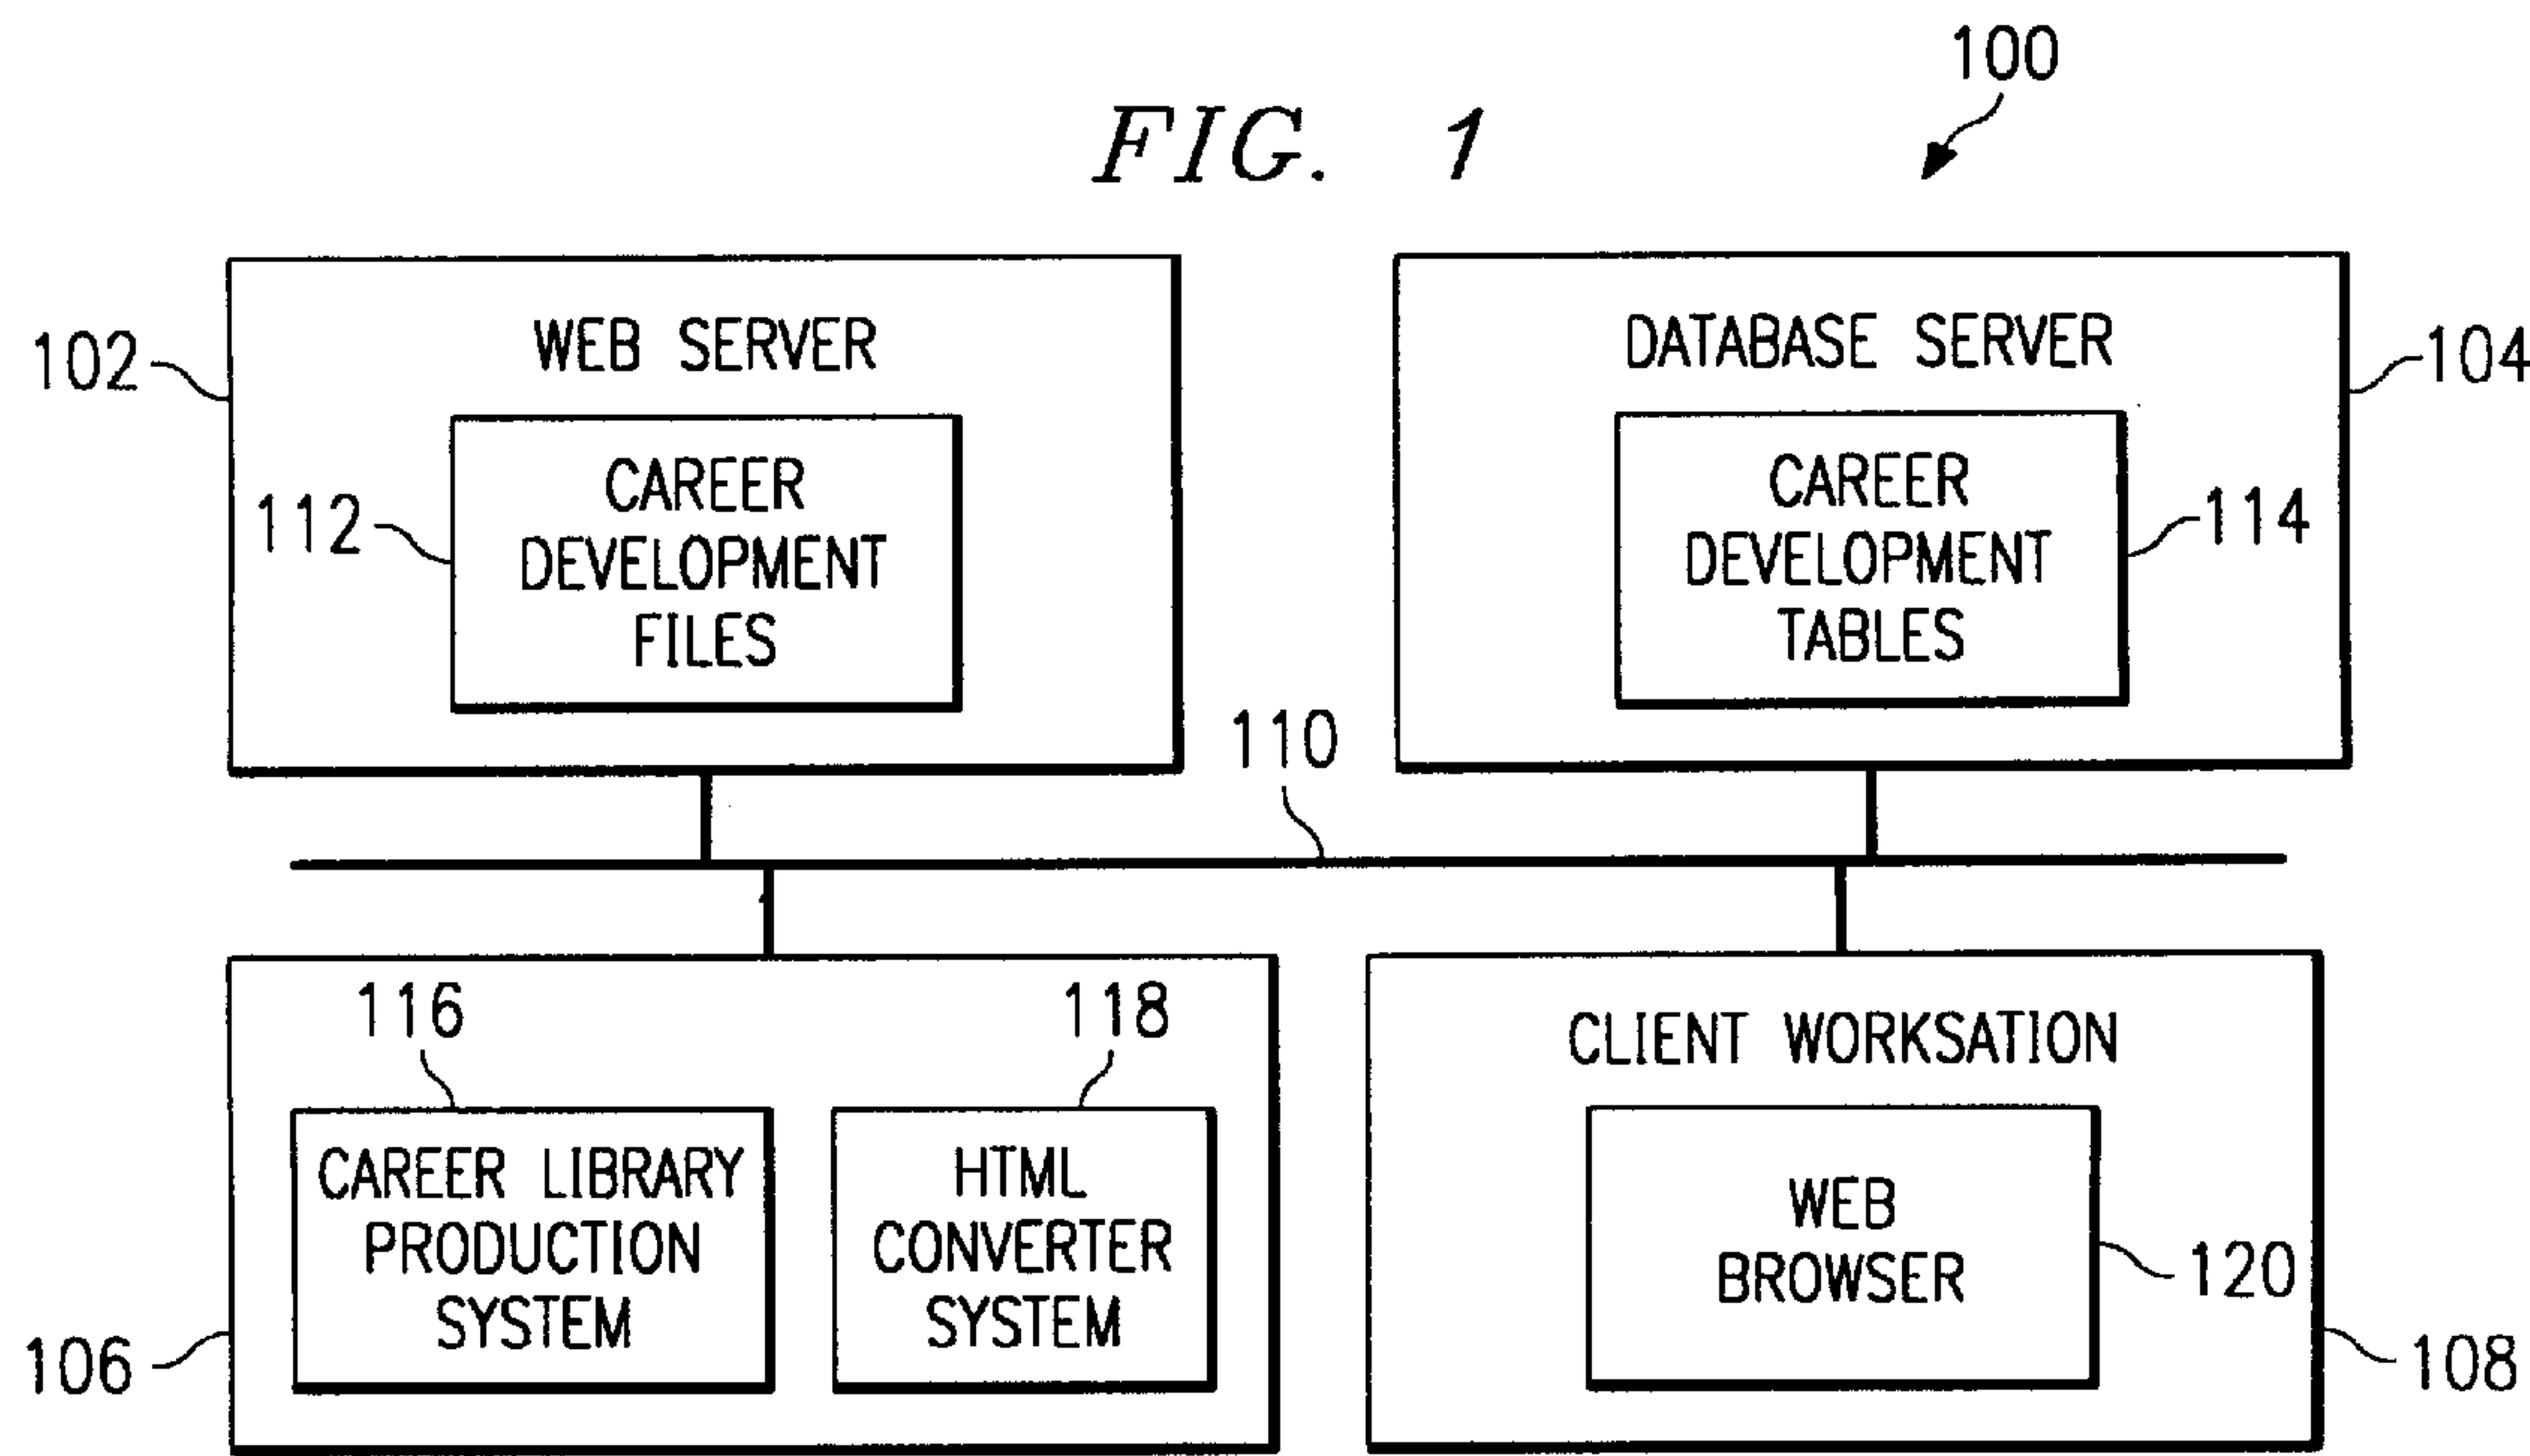 100
FIG. 1
WEB SERVER
DATABASE SERVER
102
104
CAREER
DEVELOPMENT
FILES
112
CAREER
DEVELOPMENT
TABLES
114
110
116
118
CLIENT WORKSATION
CAREER LIBRARY
PRODUCTION
SYSTEM
HTML
CONVERTER
SYSTEM
WEB
BROWSER
120
106
108